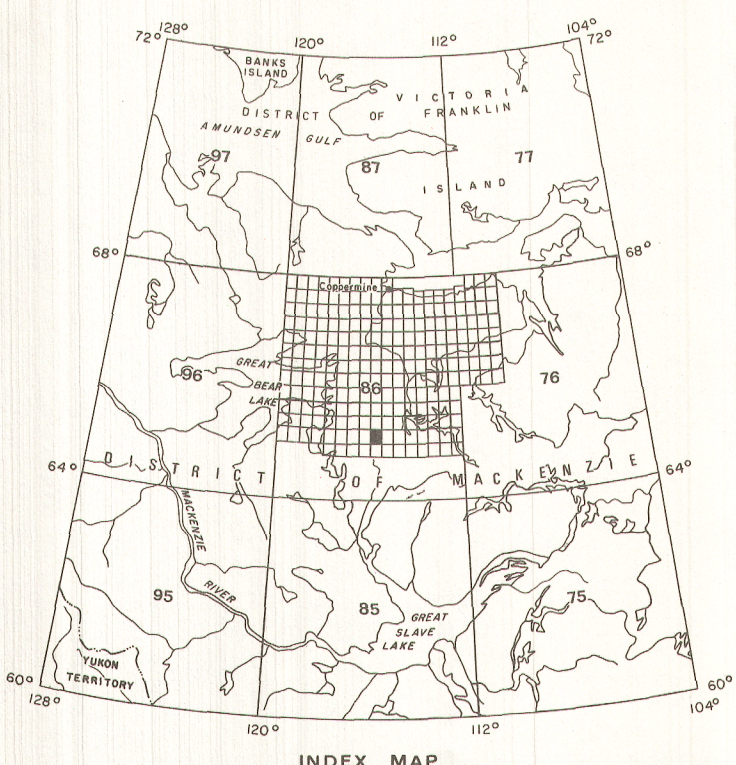 128°
104°
72°
120°
112°
72°
BANKS
ISLAND
VICTORIA
DISTRICT OF FRANKLIN
AMUNDSEN GULF
97
87
77
ISLAND
68°
68°
Coppermine
GREAT
96
86
76
BEAR
LAKE
DISTRICT OF MACKENZIE
64°
64°
MACKENZIE
RIVER
95
85
75
GREAT
SLAVE
LAKE
YUKON
TERRITORY
60°
60°
128°
104°
120°
112°
INDEX MAP